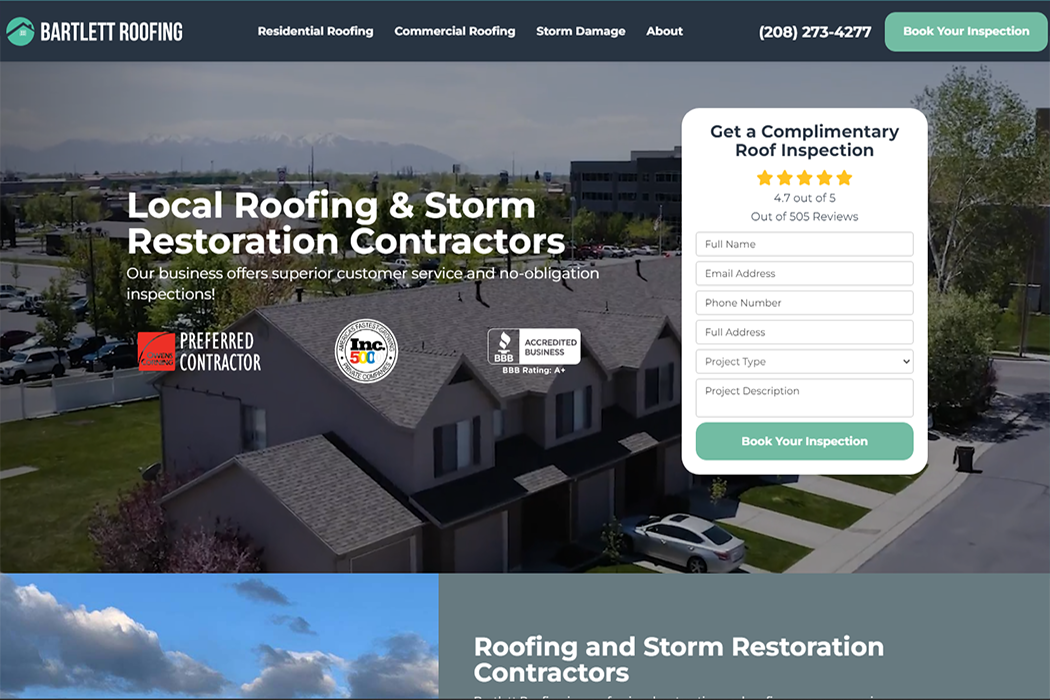 BARTLETT ROOFING
Residential Roofing
Commercial Roofing
Storm Damage
About
(208) 273-4277
Book Your Inspection
Local Roofing & Storm
Restoration Contractors
Our business offers superior customer service and no-obligation
inspections!
OWENS
CORNING
PREFERRED
CONTRACTOR
AMERICA'S FASTEST-GROWING
Inc.
500
PRIVATE COMPANIES
BBB
ACCREDITED
BUSINESS
BBB Rating: A+
Get a Complimentary
Roof Inspection
4.7 out of 5
Out of 505 Reviews
Full Name
Email Address
Phone Number
Full Address
Project Type
Project Description
Book Your Inspection
Roofing and Storm Restoration
Contractors